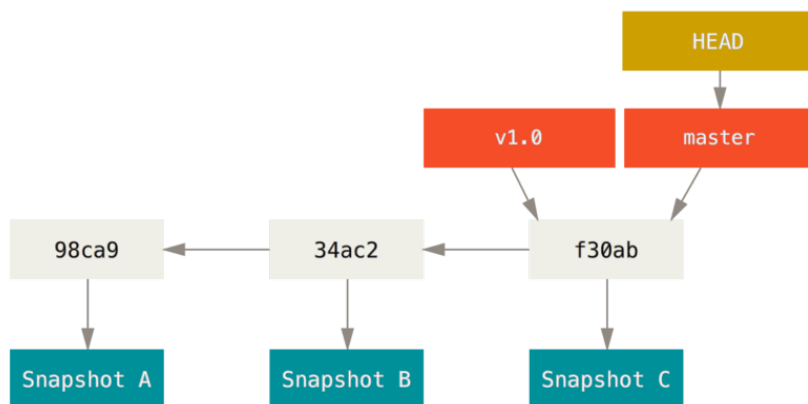 HEAD
v1.0
master
98ca9
34ac2
f30ab
Snapshot A
Snapshot B
Snapshot C